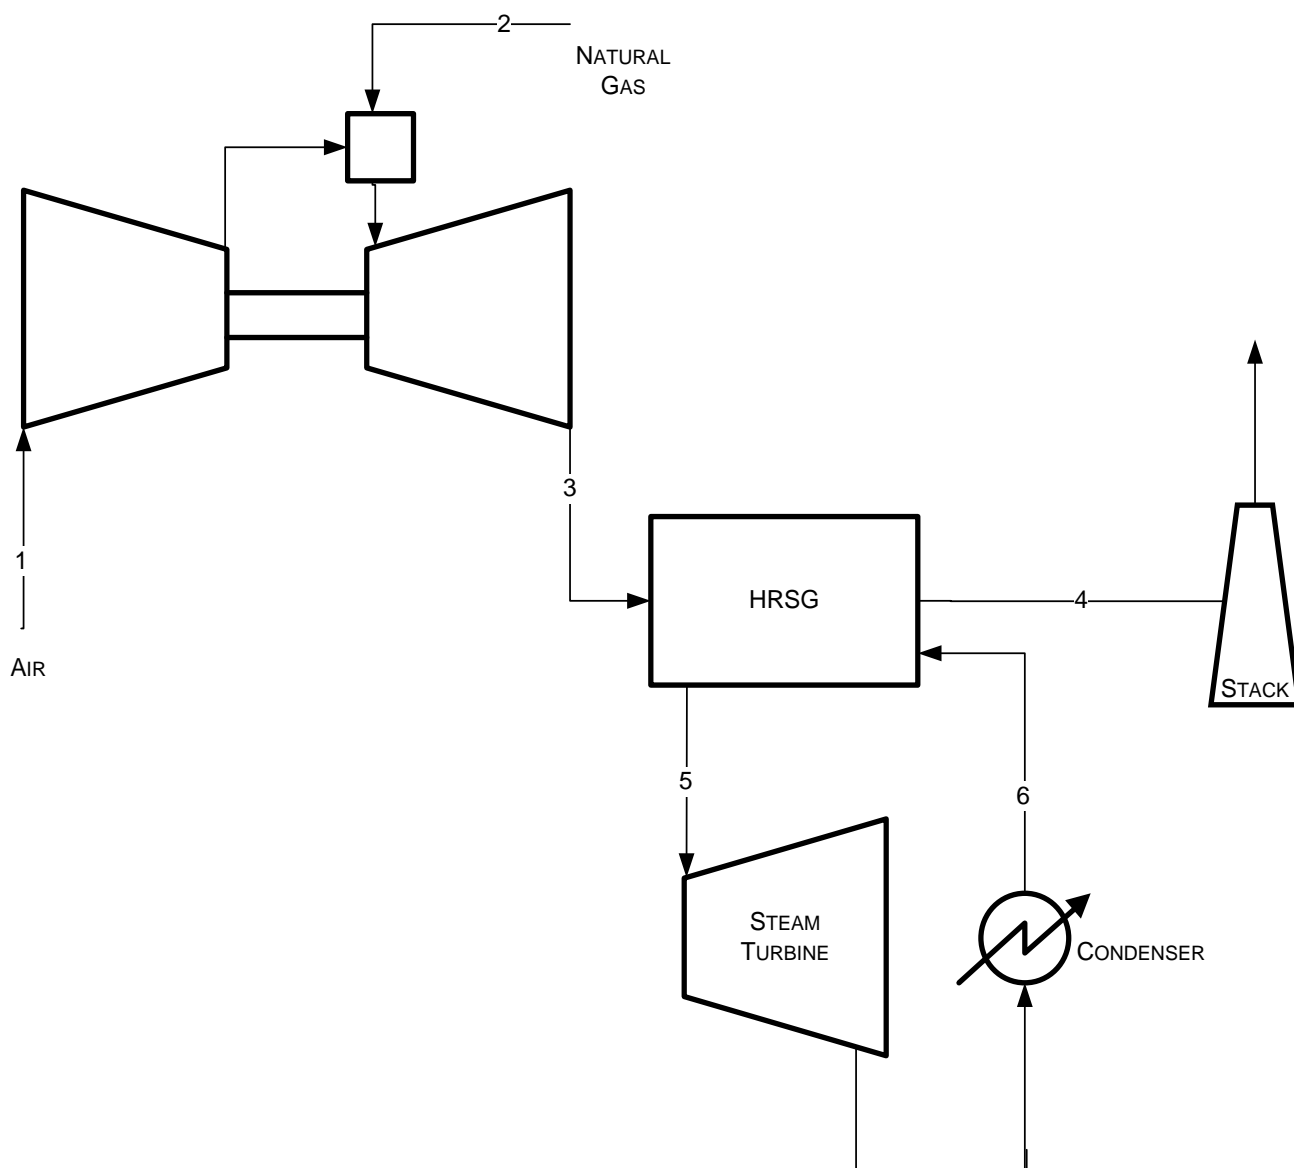 2
NATURAL
GAS
3
1
HRSG
4
AIR
STACK
5
6
STEAM
TURBINE
CONDENSER